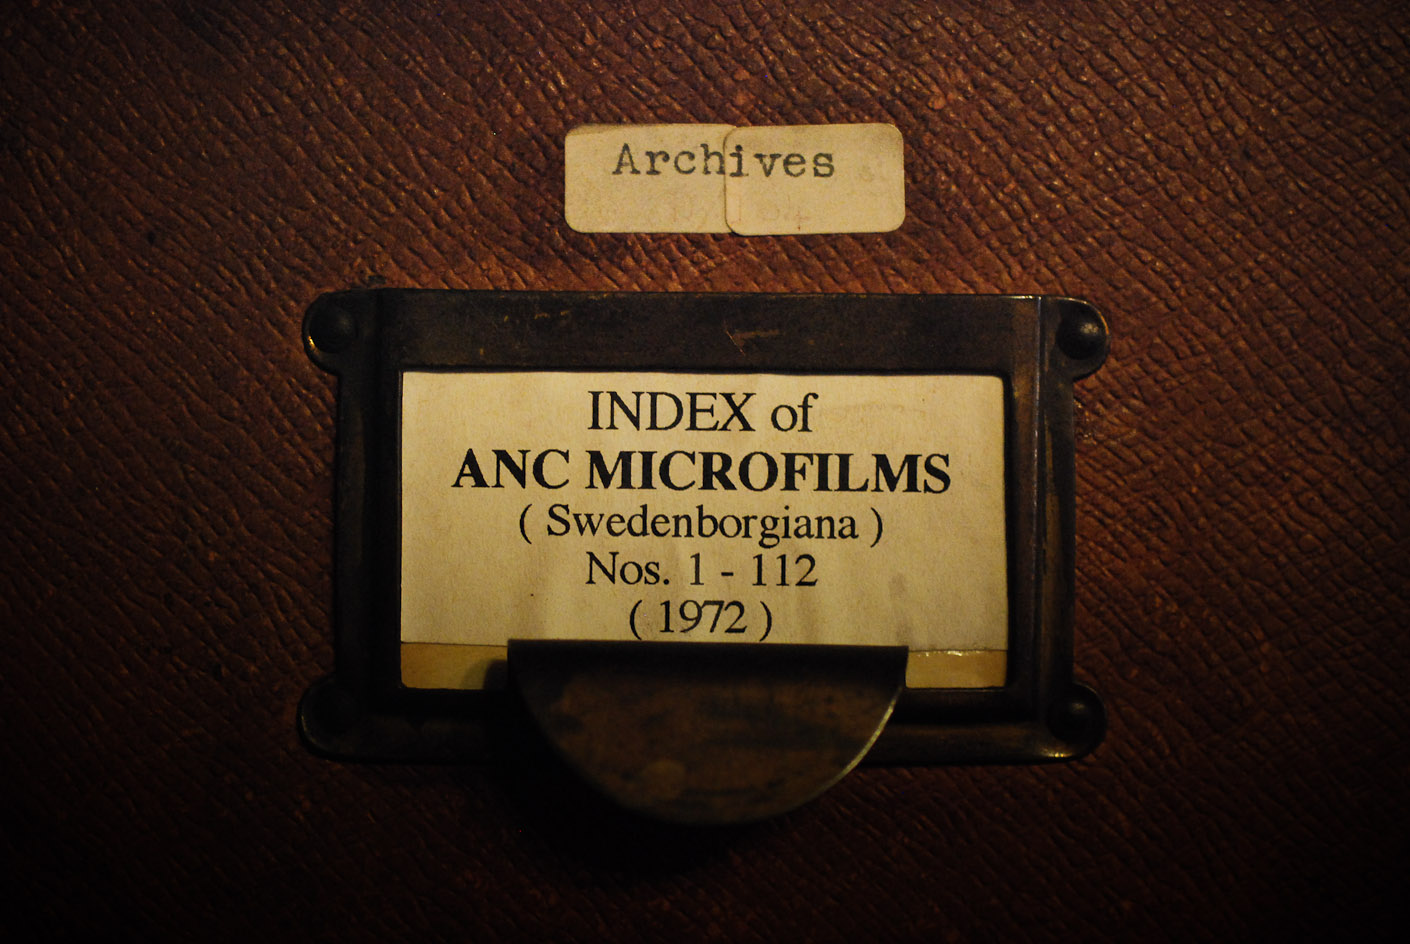 Archives
INDEX of
ANC MICROFILMS
( Swedenborgiana )
Nos. 1 - 112
( 1972 )